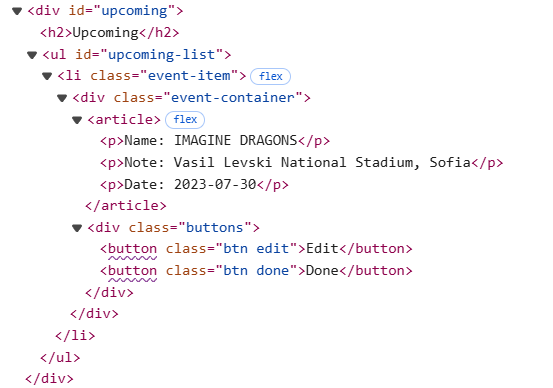 <div id="upcoming">
<h2>Upcoming</h2>
<ul id="upcoming-list">
<li class="event-item"> flex
<div class="event-container">
<article> flex
<p>Name: IMAGINE DRAGONS</p>
<p>Note: Vasil Levski National Stadium, Sofia</p>
<p>Date: 2023-07-30</p>
</article>
<div class="buttons">
<button class="btn edit">Edit</button>
<button class="btn done">Done</button>
</div>
</div>
</li>
</ul>
</div>